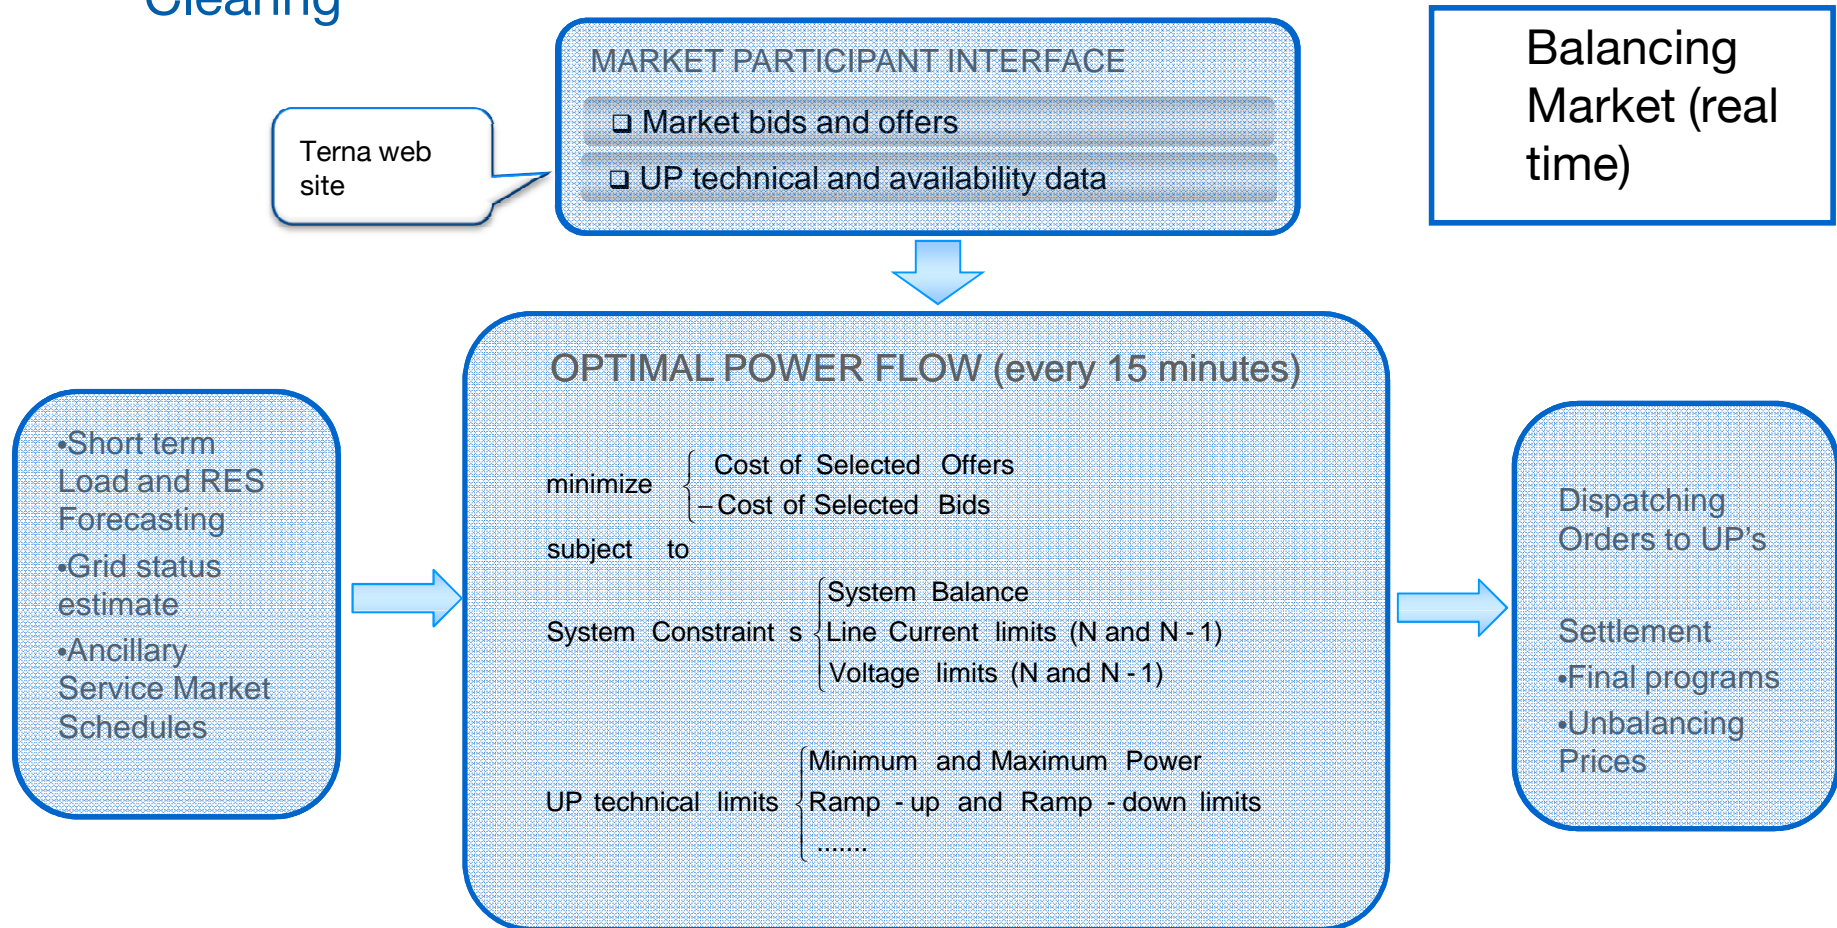 Clearing
MARKET PARTICIPANT INTERFACE
❑ Market bids and offers
❑ UP technical and availability data
Terna web
site
Balancing
Market (real
time)
•Short term
Load and RES
Forecasting
•Grid status
estimate
•Ancillary
Service Market
Schedules
OPTIMAL POWER FLOW (every 15 minutes)
minimize { Cost of Selected Offers
– Cost of Selected Bids
subject to
System Constraint s { System Balance
Line Current limits (N and N - 1)
Voltage limits (N and N - 1)
UP technical limits { Minimum and Maximum Power
Ramp - up and Ramp - down limits
.......
Dispatching
Orders to UP's
Settlement
•Final programs
•Unbalancing
Prices